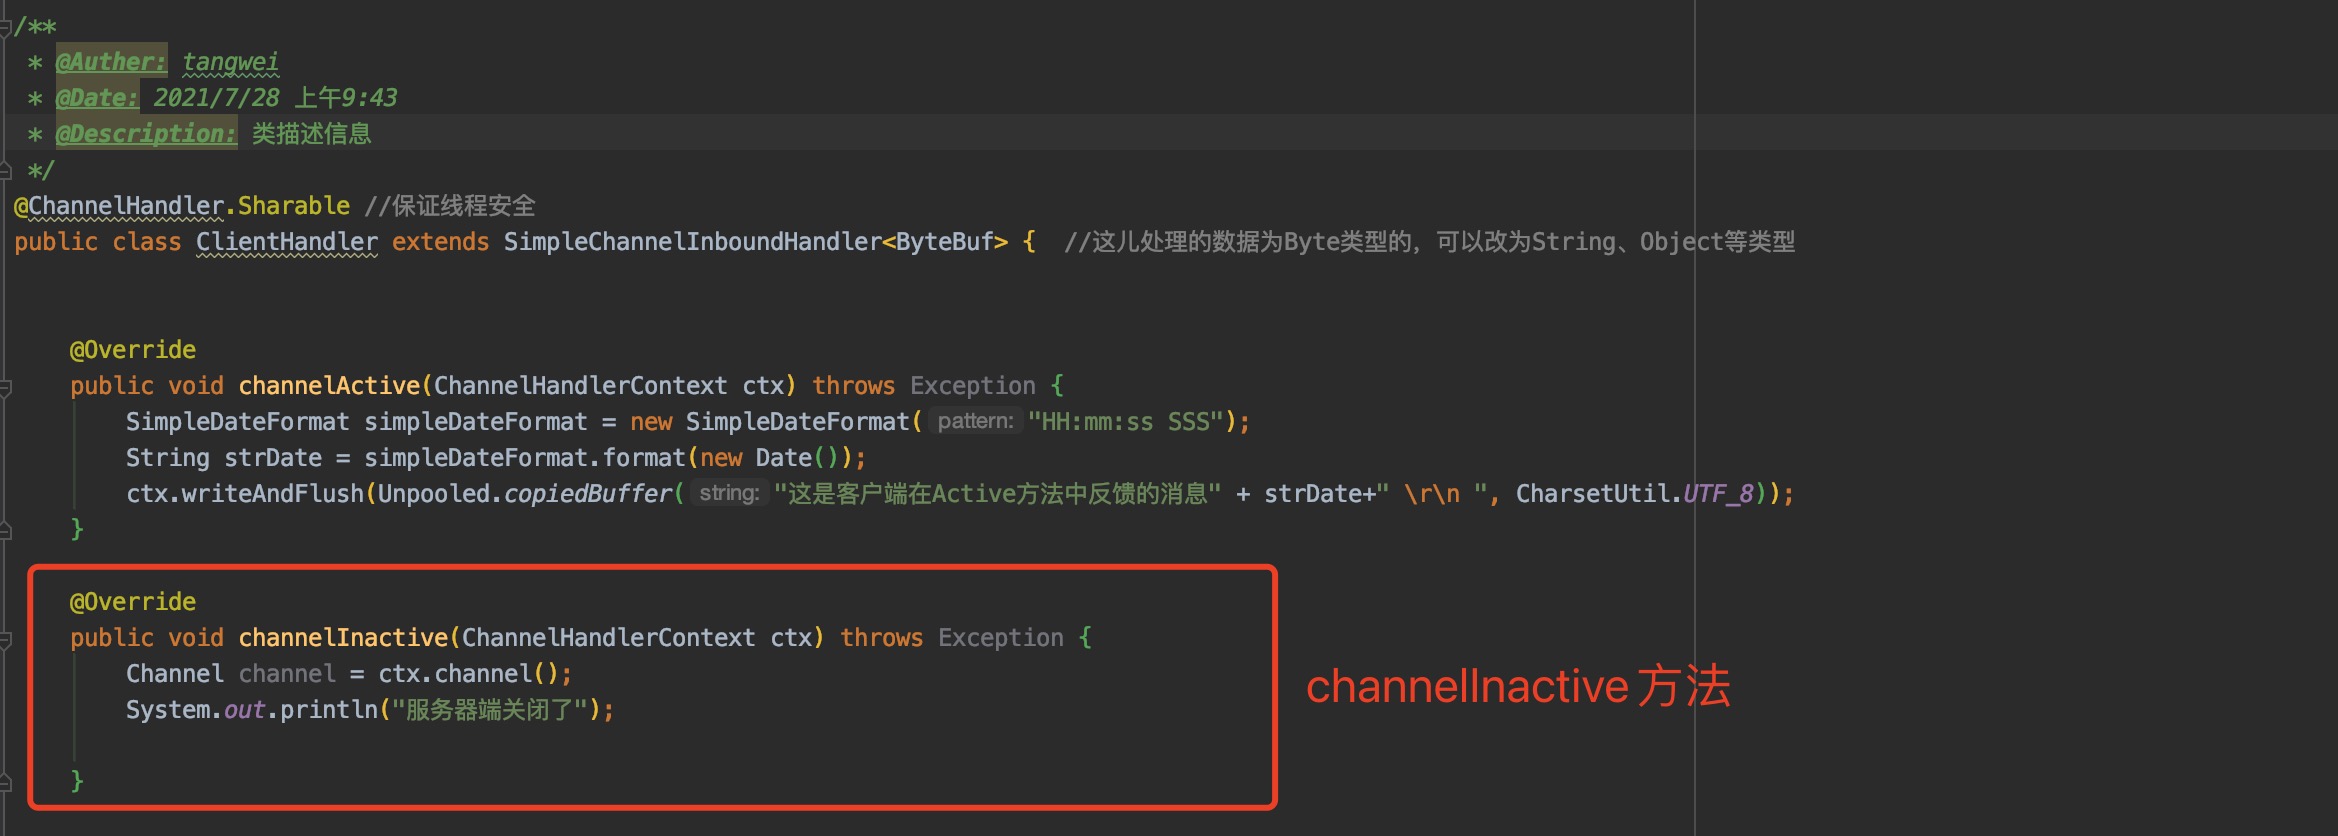 /**
 * @Auther: tangwei
 * @Date: 2021/7/28 上午9:43
 * @Description: 类描述信息
 */
@ChannelHandler.Sharable //保证线程安全
public class ClientHandler extends SimpleChannelInboundHandler<ByteBuf> {  //这儿处理的数据为Byte类型的，可以改为String、Object等类型
    @Override
    public void channelActive(ChannelHandlerContext ctx) throws Exception {
        SimpleDateFormat simpleDateFormat = new SimpleDateFormat( pattern: "HH:mm:ss SSS");
        String strDate = simpleDateFormat.format(new Date());
        ctx.writeAndFlush(Unpooled.copiedBuffer( string: "这是客户端在Active方法中反馈的消息" + strDate+" \r\n ", CharsetUtil.UTF_8));
    }
    @Override
    public void channelInactive(ChannelHandlerContext ctx) throws Exception {
        Channel channel = ctx.channel();
        System.out.println("服务器端关闭了");
    }
channelInactive 方法